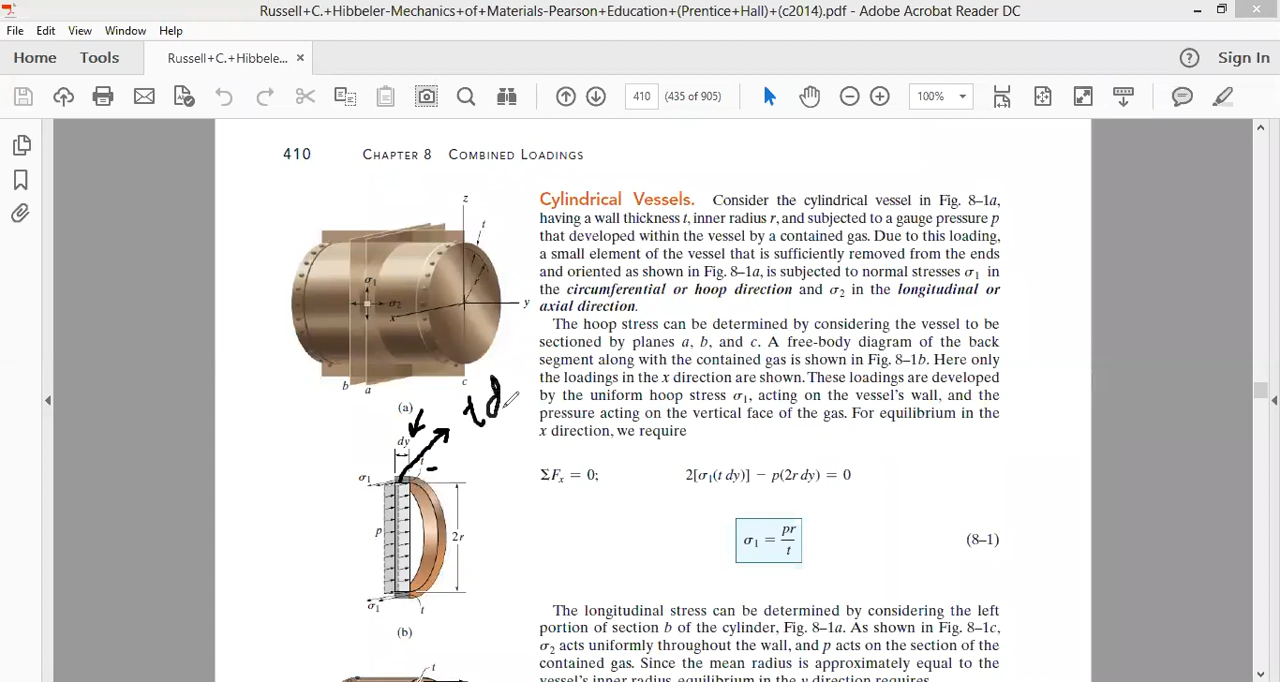 Russell+C.+Hibbeler-Mechanics+of+Materials-Pearson+Education+(Prentice+Hall)+(c2014).pdf - Adobe Acrobat Reader DC
File Edit View Window Help
Home Tools Russell+C.+Hibbele... × ? Sign In
410 (435 of 905) 100%
410 CHAPTER 8 COMBINED LOADINGS
z
t
r
σ1
σ2
y
x
b a c
(a)
t d
dy
t
σ1
p
2r
σ1
t
(b)
t
Cylindrical Vessels. Consider the cylindrical vessel in Fig. 8–1a,
having a wall thickness t, inner radius r, and subjected to a gauge pressure p
that developed within the vessel by a contained gas. Due to this loading,
a small element of the vessel that is sufficiently removed from the ends
and oriented as shown in Fig. 8–1a, is subjected to normal stresses σ1 in
the circumferential or hoop direction and σ2 in the longitudinal or
axial direction.
The hoop stress can be determined by considering the vessel to be
sectioned by planes a, b, and c. A free-body diagram of the back
segment along with the contained gas is shown in Fig. 8–1b. Here only
the loadings in the x direction are shown. These loadings are developed
by the uniform hoop stress σ1, acting on the vessel's wall, and the
pressure acting on the vertical face of the gas. For equilibrium in the
x direction, we require
ΣFx = 0; 2[σ1(t dy)] − p(2r dy) = 0
σ1 = pr/t (8–1)
The longitudinal stress can be determined by considering the left
portion of section b of the cylinder, Fig. 8–1a. As shown in Fig. 8–1c,
σ2 acts uniformly throughout the wall, and p acts on the section of the
contained gas. Since the mean radius is approximately equal to the
vessel's inner radius, equilibrium in the y direction requires